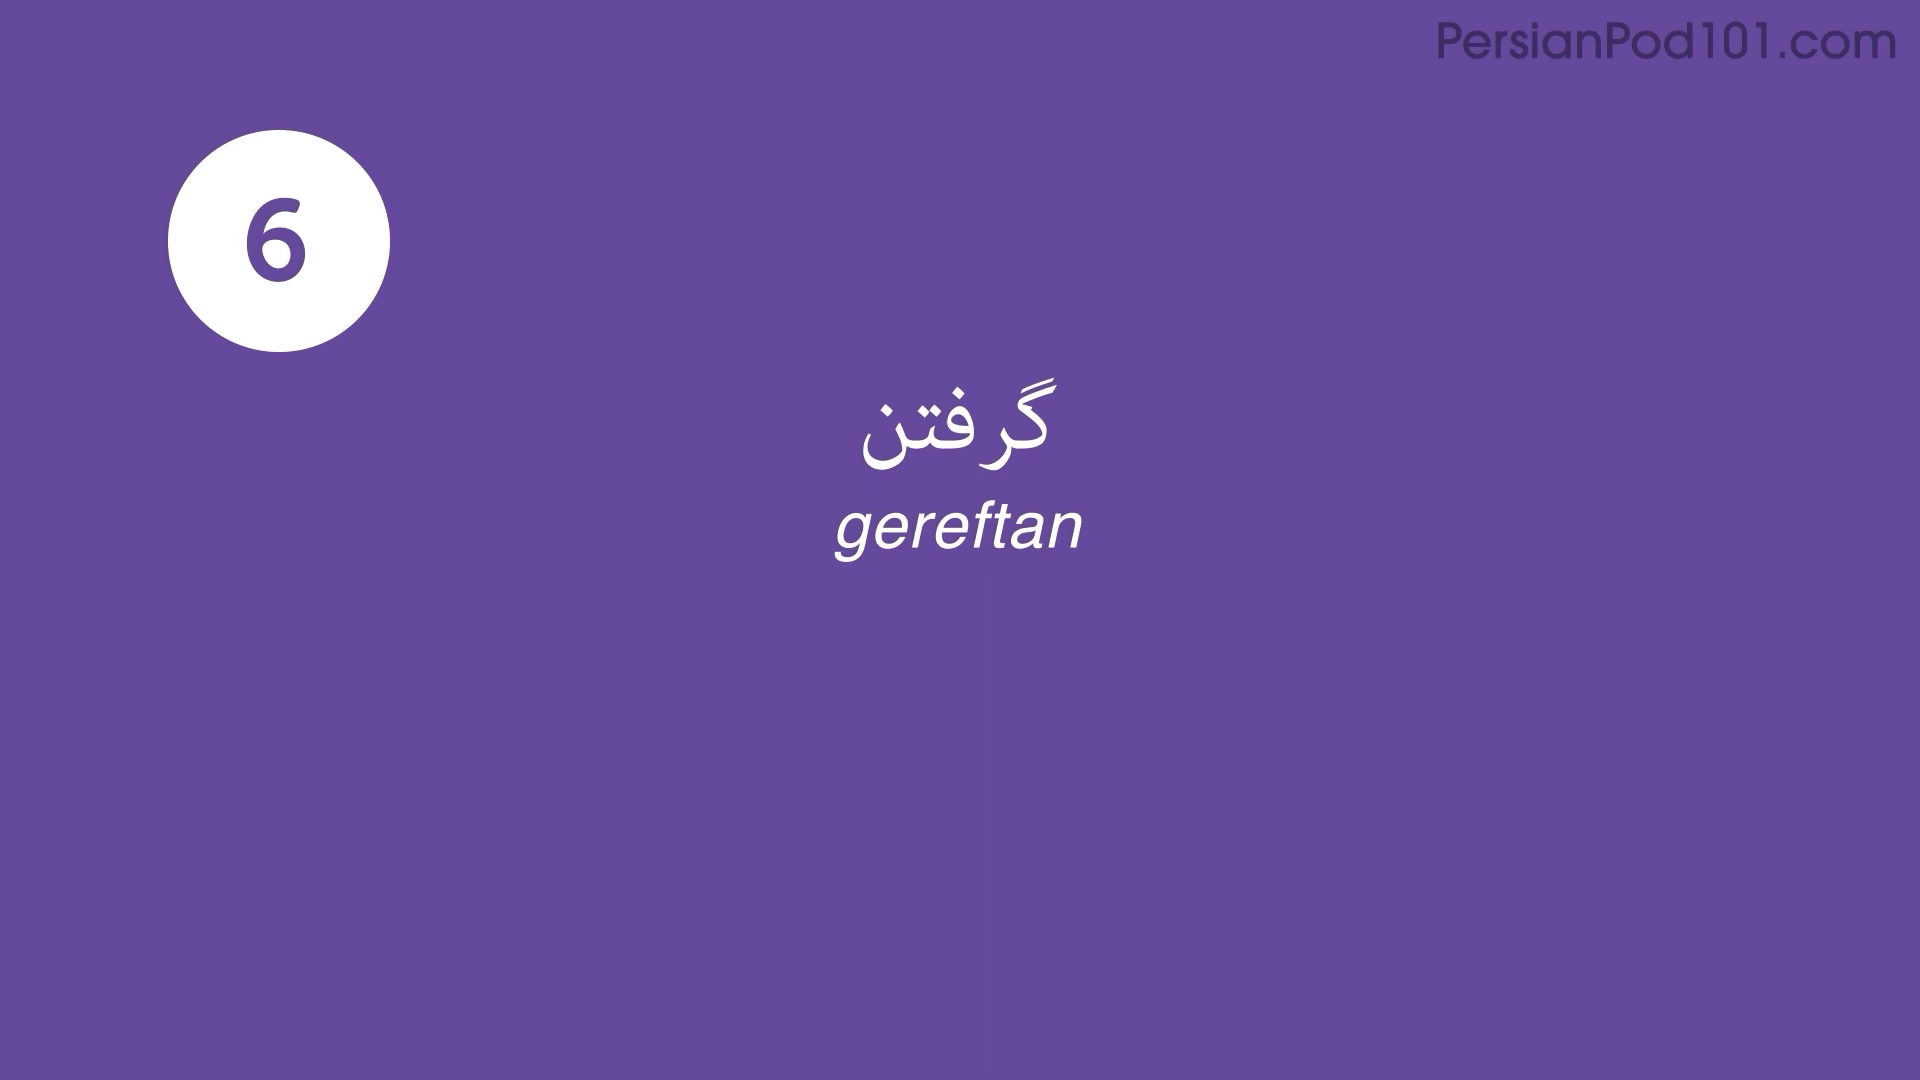 PersianPod101.com
6
گرفتن
gereftan